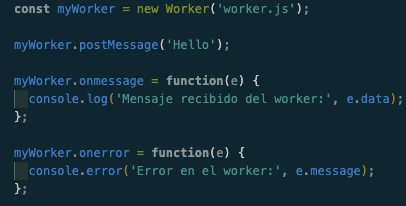 const myWorker = new Worker('worker.js');
myWorker.postMessage('Hello');
myWorker.onmessage = function(e) {
  console.log('Mensaje recibido del worker:', e.data);
};
myWorker.onerror = function(e) {
  console.error('Error en el worker:', e.message);
};